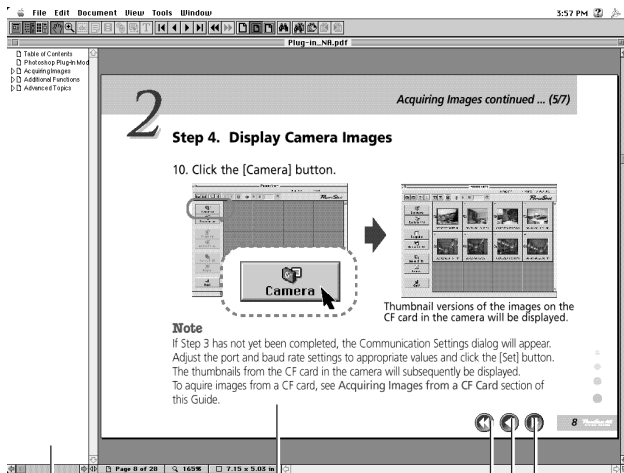 File Edit Document View Tools Window
3:57 PM
Plug-in_NA.pdf
Table of Contents
Photoshop Plug-in Mod
Acquiring Images
Additional Functions
Advanced Topics
2
Acquiring Images continued ... (5/7)
Step 4. Display Camera Images
10. Click the [Camera] button.
Camera
Thumbnail versions of the images on the
CF card in the camera will be displayed.
Note
If Step 3 has not yet been completed, the Communication Settings dialog will appear.
Adjust the port and baud rate settings to appropriate values and click the [Set] button.
The thumbnails from the CF card in the camera will subsequently be displayed.
To aquire images from a CF card, see Acquiring Images from a CF Card section of
this Guide.
8
Page 8 of 28 165% 7.15 x 5.03 in